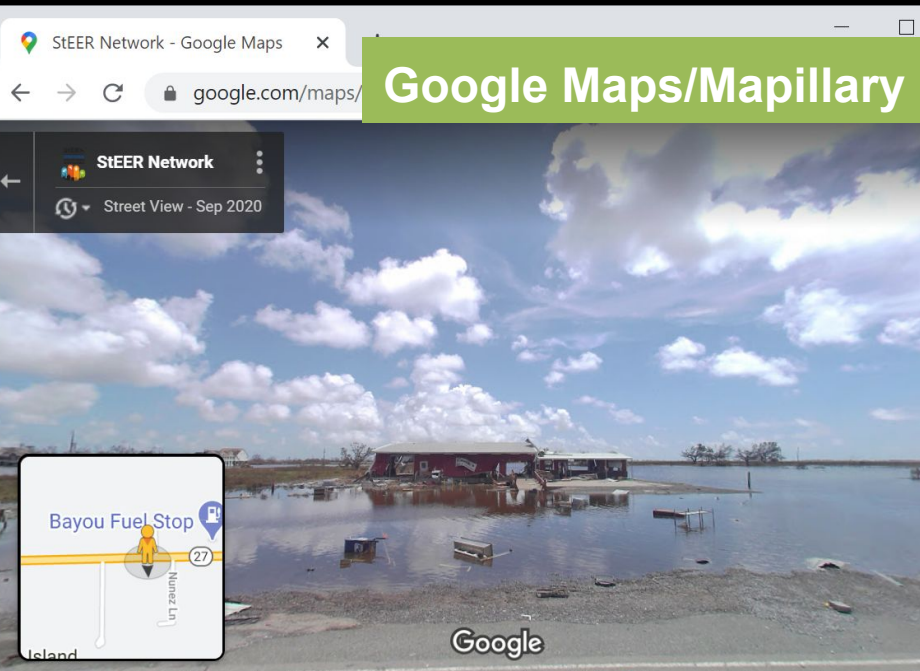 StEER Network - Google Maps
google.com/maps/
Google Maps/Mapillary
StEER Network
Street View - Sep 2020
Bayou Fuel Stop
27
Nunez Ln
Island
Google